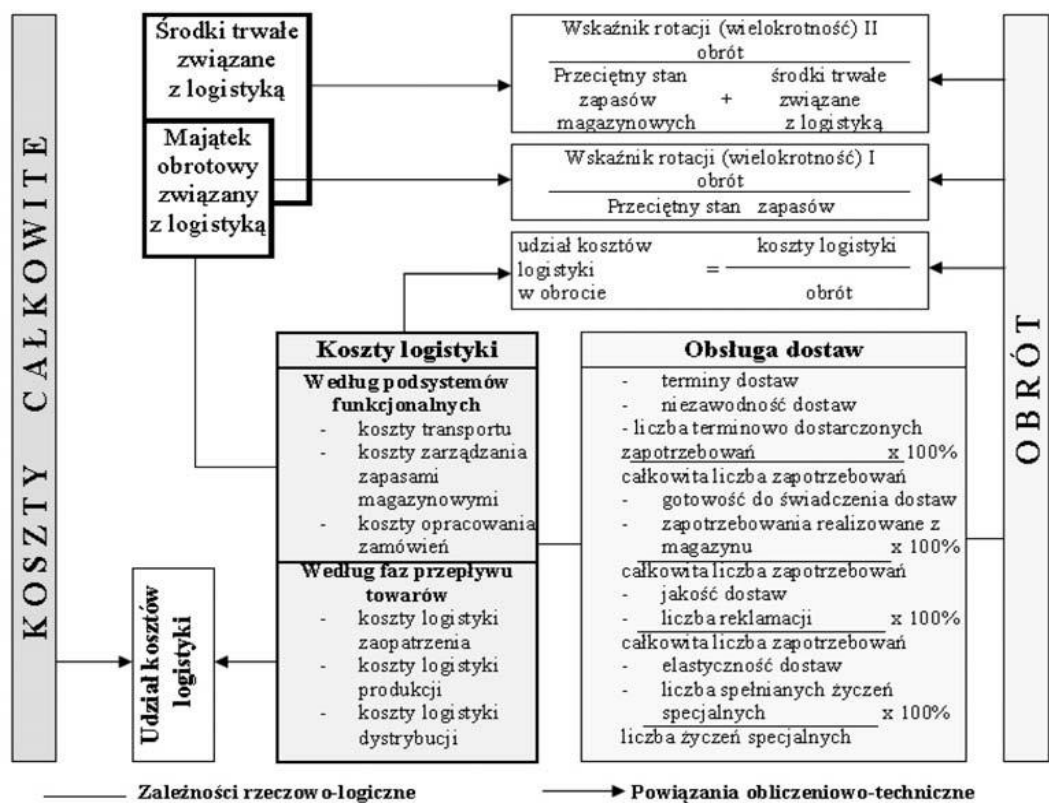 KOSZTY CAŁKOWITE
Środki trwałe
związane
z logistyką
Majątek
obrotowy
związany
z logistyką
Wskaźnik rotacji (wielokrotność) II
obrót
Przeciętny stan
zapasów
magazynowych
+
środki trwałe
związane
z logistyką
Wskaźnik rotacji (wielokrotność) I
obrót
Przeciętny stan zapasów
udział kosztów
logistyki
w obrocie
=
koszty logistyki
obrót
OBRÓT
Koszty logistyki
Według podsystemów
funkcjonalnych
- koszty transportu
- koszty zarządzania
zapasami
magazynowymi
- koszty opracowania
zamówień
Według faz przepływu
towarów
- koszty logistyki
zaopatrzenia
- koszty logistyki
produkcji
- koszty logistyki
dystrybucji
Obsługa dostaw
- terminy dostaw
- niezawodność dostaw
- liczba terminowo dostarczonych
zapotrzebowań x 100%
całkowita liczba zapotrzebowań
- gotowość do świadczenia dostaw
- zapotrzebowania realizowane z
magazynu x 100%
całkowita liczba zapotrzebowań
- jakość dostaw
- liczba reklamacji x 100%
całkowita liczba zapotrzebowań
- elastyczność dostaw
- liczba spełnianych życzeń
specjalnych x 100%
liczba życzeń specjalnych
Udział kosztów
logistyki
Zależności rzeczowo-logiczne
Powiązania obliczeniowo-techniczne